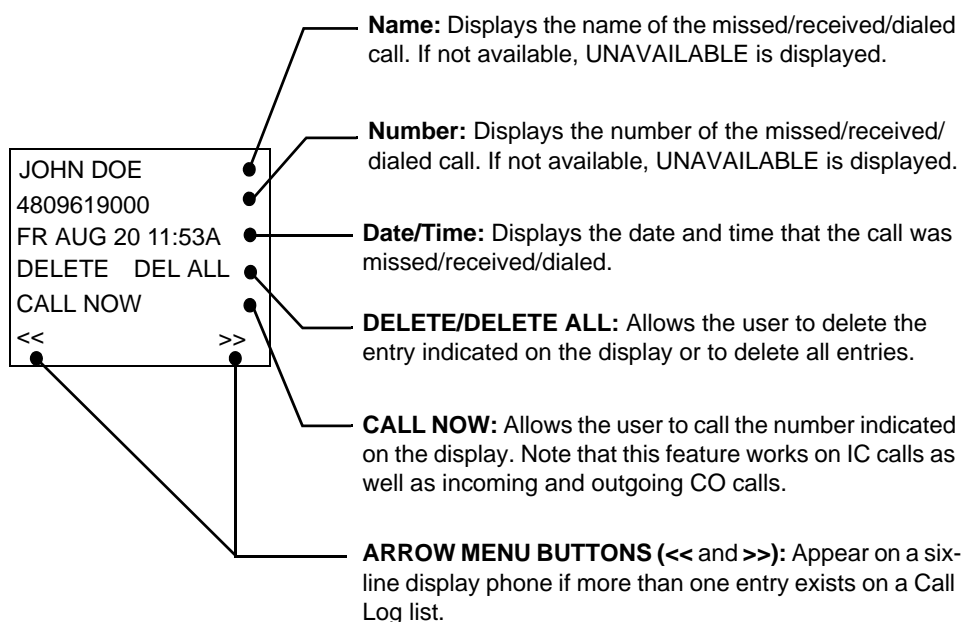 Name: Displays the name of the missed/received/dialed
call. If not available, UNAVAILABLE is displayed.
Number: Displays the number of the missed/received/
dialed call. If not available, UNAVAILABLE is displayed.
JOHN DOE
4809619000
FR AUG 20 11:53A
DELETE DEL ALL
CALL NOW
<< >>
Date/Time: Displays the date and time that the call was
missed/received/dialed.
DELETE/DELETE ALL: Allows the user to delete the
entry indicated on the display or to delete all entries.
CALL NOW: Allows the user to call the number indicated
on the display. Note that this feature works on IC calls as
well as incoming and outgoing CO calls.
ARROW MENU BUTTONS (<< and >>): Appear on a six-
line display phone if more than one entry exists on a Call
Log list.